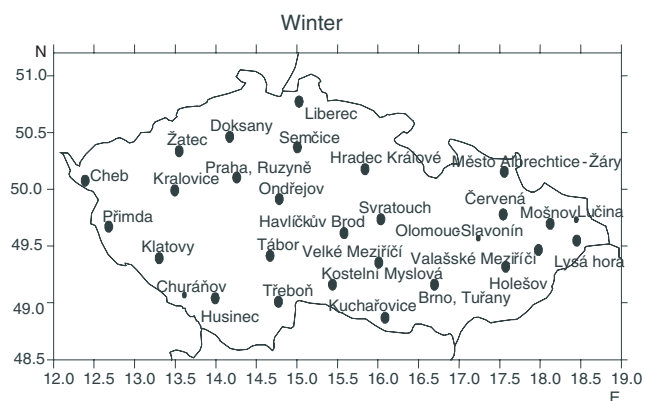 Winter
N
51.0
Liberec
50.5
Doksany
Žatec
Semčice
Hradec Králové
Město Albrechtice-Žáry
Praha, Ruzyně
Cheb
Kralovice
50.0
Ondřejov
Červená
Svratouch
Mošnov
Lučina
Přimda
Havlíčkův Brod
Olomouc
Slavonín
49.5
Klatovy
Tábor
Velké Meziříčí
Valašské Meziříčí
Lysá hora
Kostelní Myslová
Holešov
Churáňov
Třeboň
Brno, Tuřany
49.0
Husinec
Kuchařovice
48.5
12.0 12.5 13.5 13.6 14.0 14.5 15.0 15.5 16.0 16.5 17.0 17.5 18.0 18.5 19.0
E